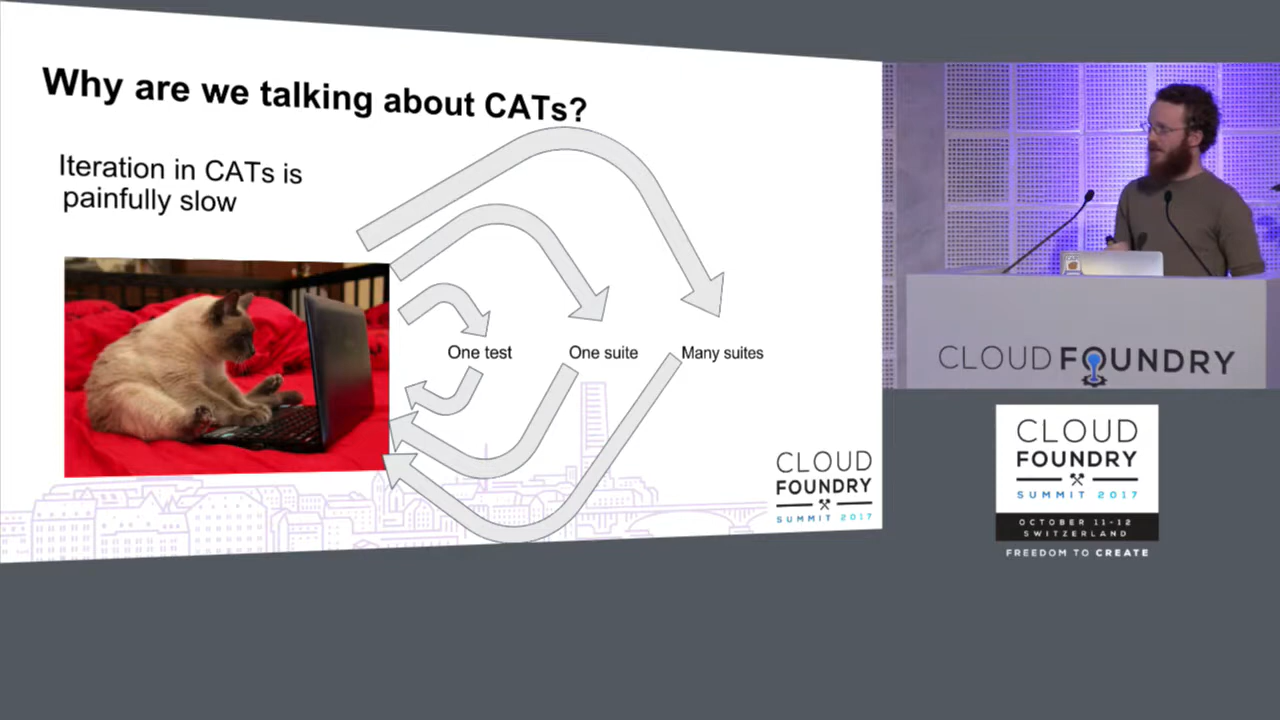 Why are we talking about CATs?
Iteration in CATs is
painfully slow
One test
One suite
Many suites
CLOUD
FOUNDRY
SUMMIT 2017
CLOUD FOUNDRY
CLOUD
FOUNDRY
SUMMIT 2017
OCTOBER 11-12
SWITZERLAND
FREEDOM TO CREATE